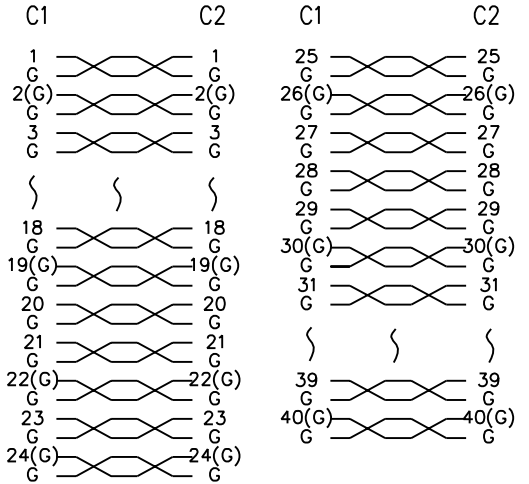 C1 C2
1 1
G G
2(G) 2(G)
G G
3 3
G G
18 18
G G
19(G) 19(G)
G G
20 20
G G
21 21
G G
22(G) 22(G)
G G
23 23
G G
24(G) 24(G)
G G
C1 C2
25 25
G G
26(G) 26(G)
G G
27 27
G G
28 28
G G
29 29
G G
30(G) 30(G)
G G
31 31
G G
39 39
G G
40(G) 40(G)
G G